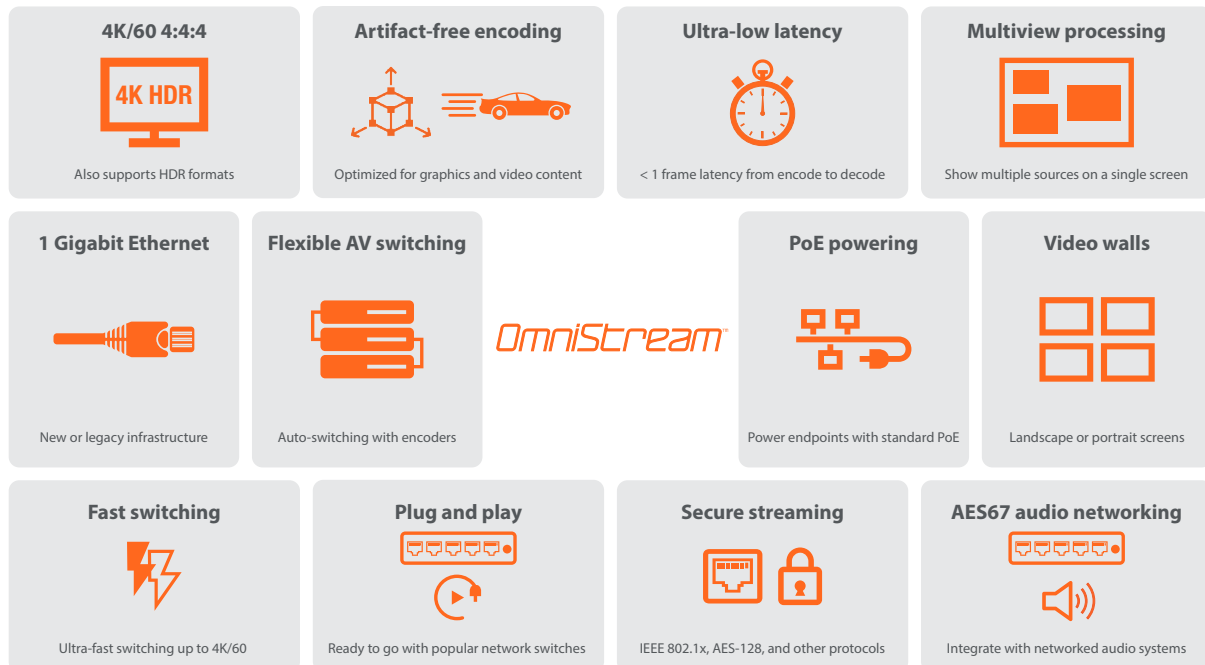 4K/60 4:4:4
4K HDR
Also supports HDR formats
Artifact-free encoding
Optimized for graphics and video content
Ultra-low latency
< 1 frame latency from encode to decode
Multiview processing
Show multiple sources on a single screen
1 Gigabit Ethernet
New or legacy infrastructure
Flexible AV switching
Auto-switching with encoders
OmniStream™
PoE powering
Power endpoints with standard PoE
Video walls
Landscape or portrait screens
Fast switching
Ultra-fast switching up to 4K/60
Plug and play
Ready to go with popular network switches
Secure streaming
IEEE 802.1x, AES-128, and other protocols
AES67 audio networking
Integrate with networked audio systems